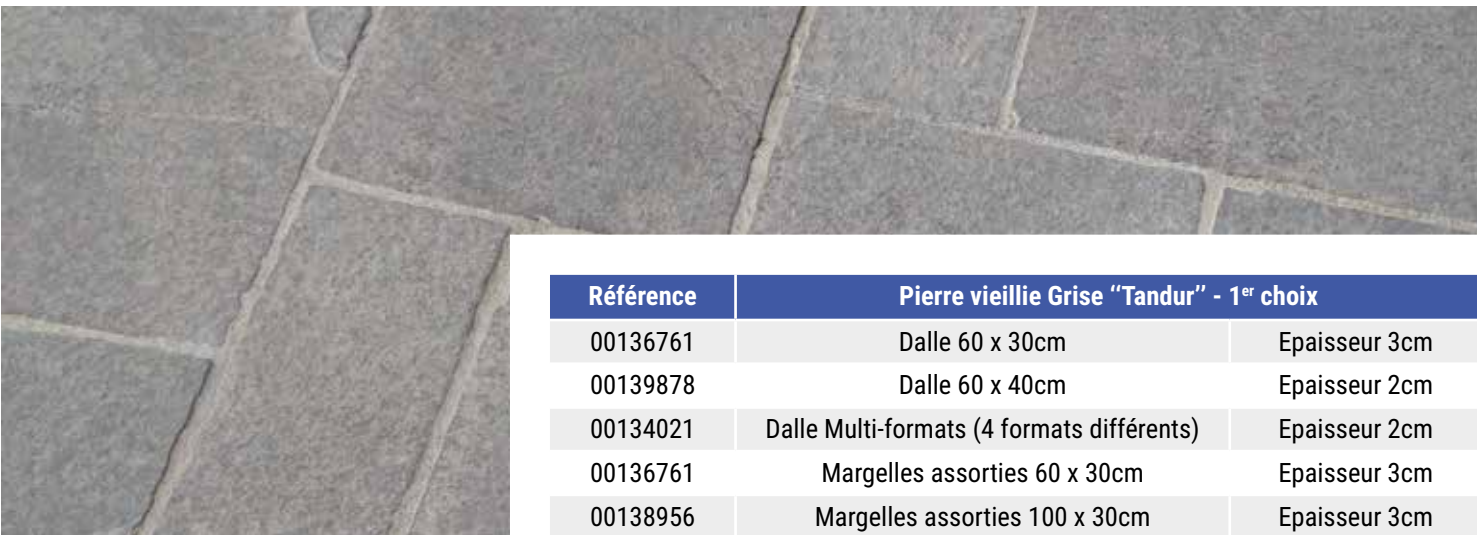 Référence Pierre vieillie Grise ‘‘Tandur’’ - 1er choix
00136761 Dalle 60 x 30cm Epaisseur 3cm
00139878 Dalle 60 x 40cm Epaisseur 2cm
00134021 Dalle Multi-formats (4 formats différents) Epaisseur 2cm
00136761 Margelles assorties 60 x 30cm Epaisseur 3cm
00138956 Margelles assorties 100 x 30cm Epaisseur 3cm